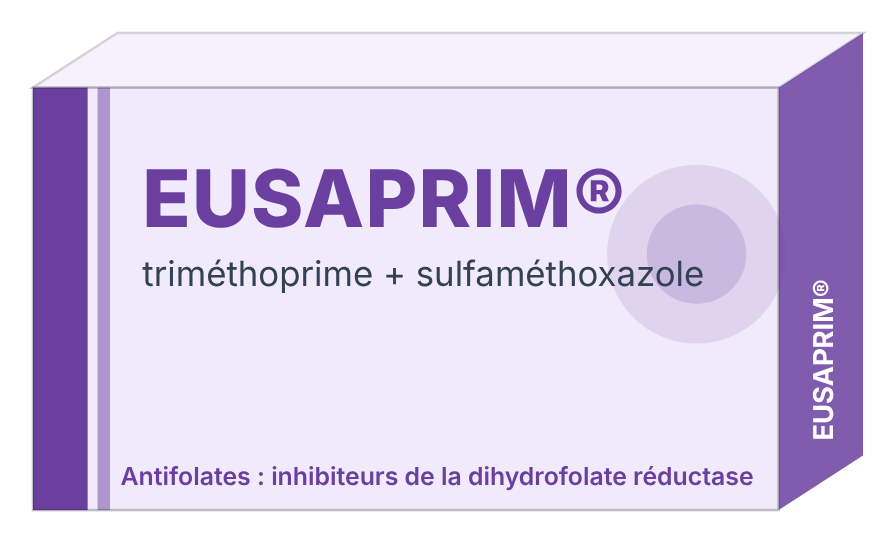 EUSAPRIM®
triméthoprime + sulfaméthoxazole
EUSAPRIM®
Antifolates : inhibiteurs de la dihydrofolate réductase